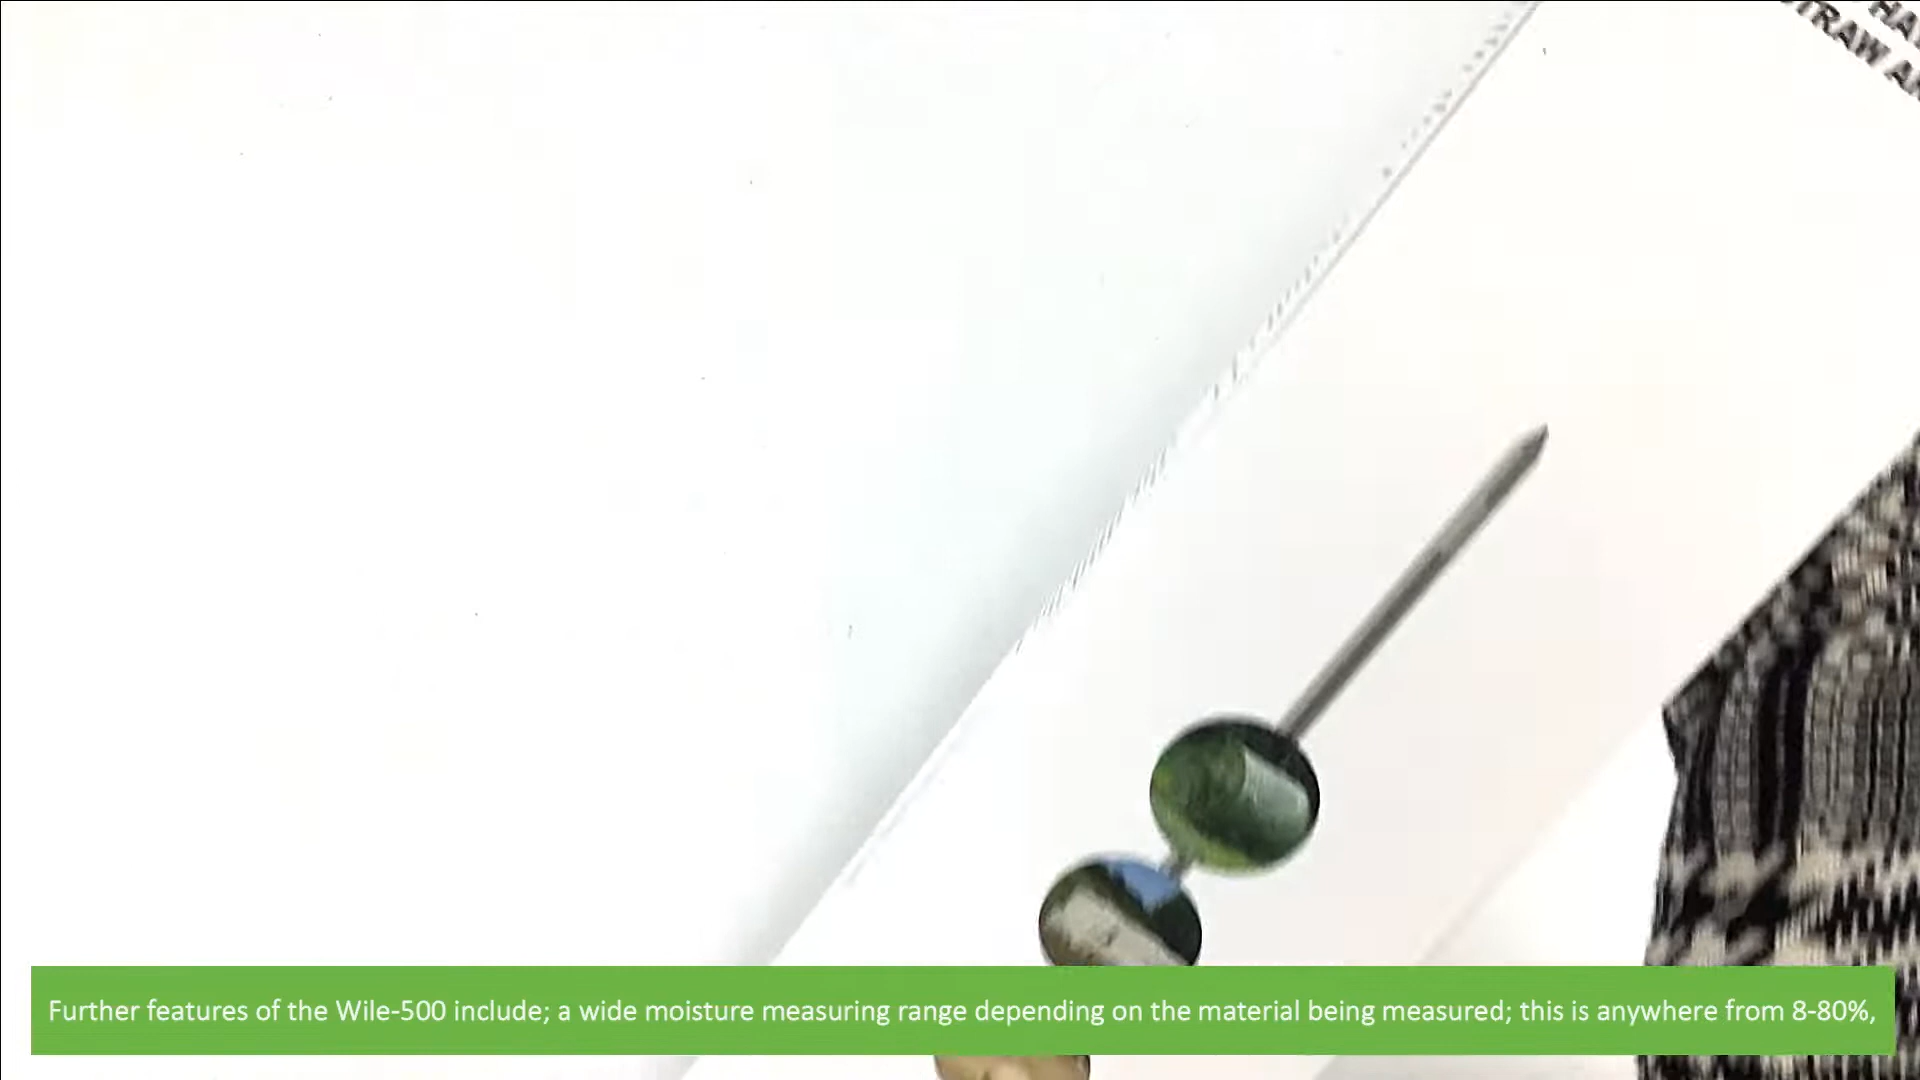 STRAW
Further features of the Wile-500 include; a wide moisture measuring range depending on the material being measured; this is anywhere from 8-80%,